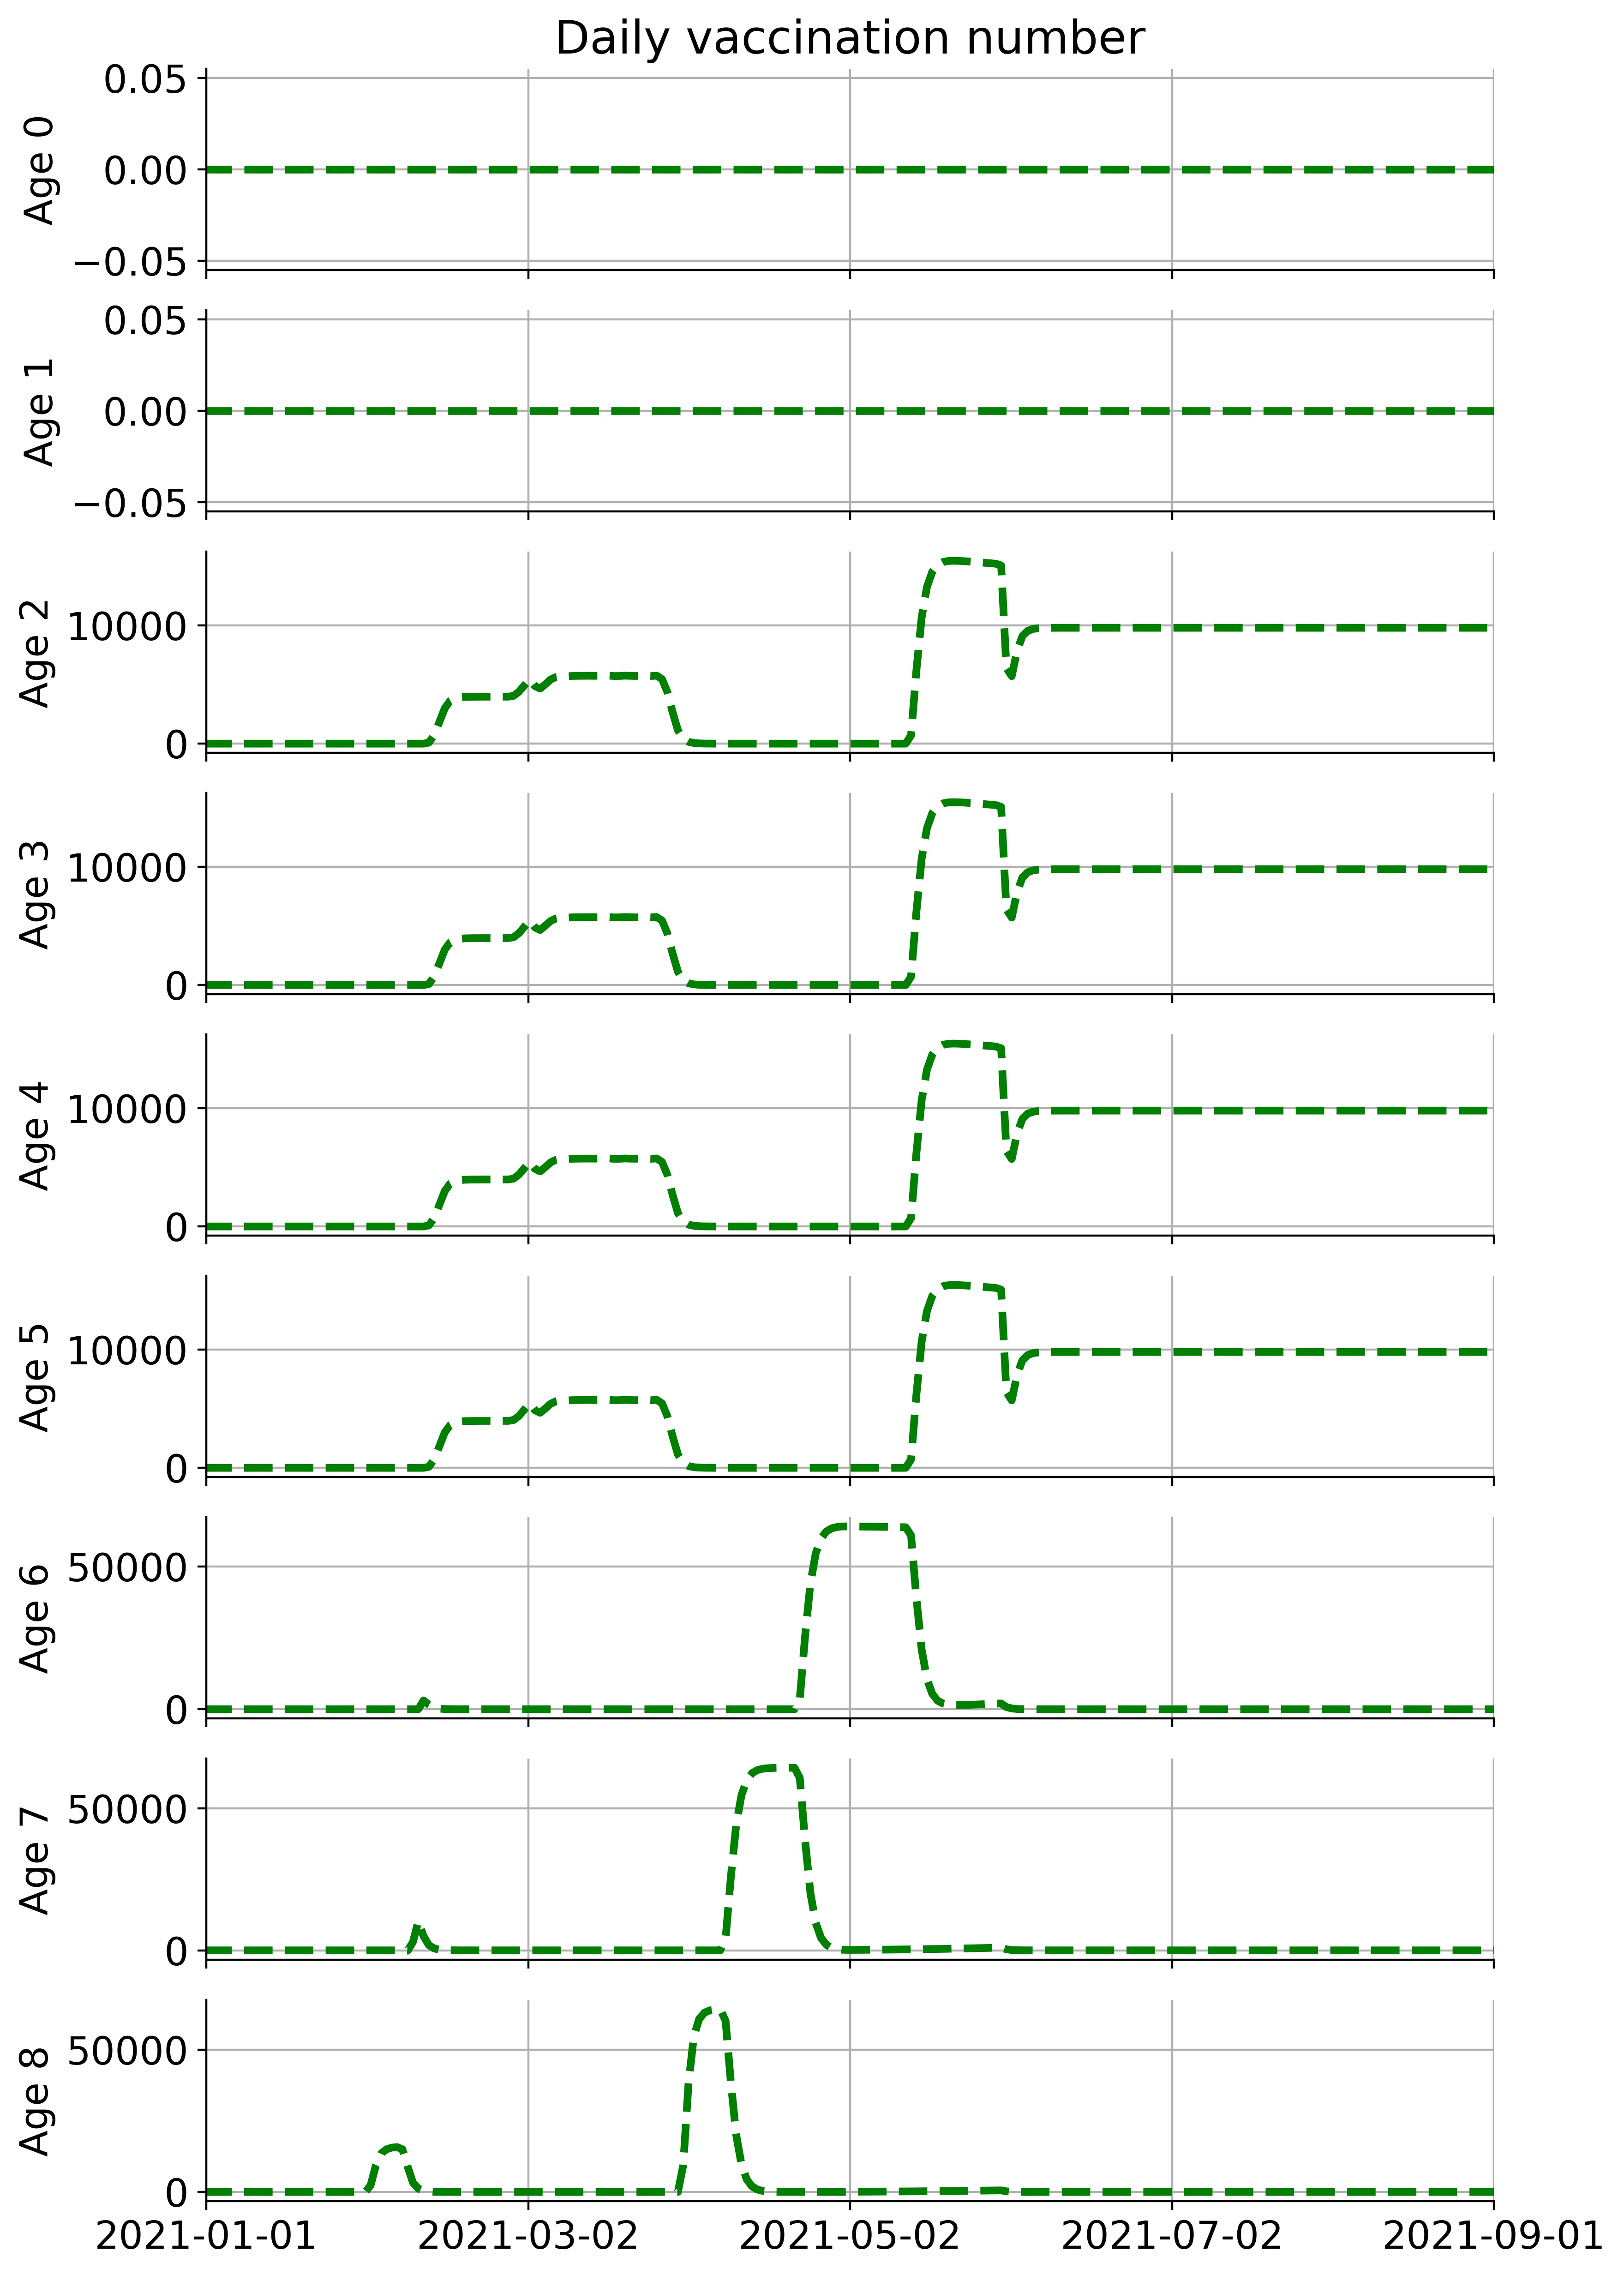 Daily vaccination number
Age 0
0.05
0.00
−0.05
Age 1
0.05
0.00
−0.05
Age 2
10000
0
Age 3
10000
0
Age 4
10000
0
Age 5
10000
0
Age 6
50000
0
Age 7
50000
0
Age 8
50000
0
2021-01-01 2021-03-02 2021-05-02 2021-07-02 2021-09-01